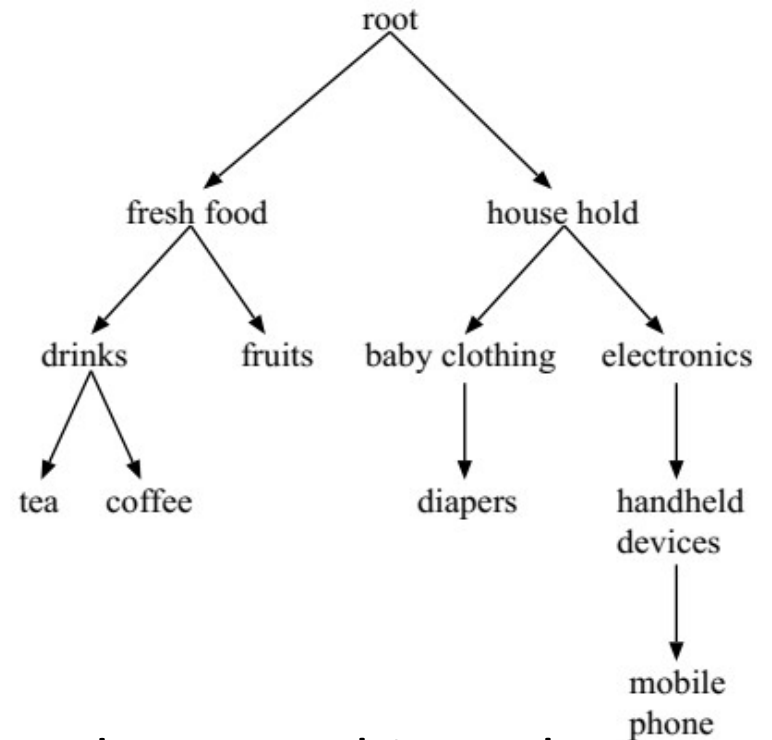 root
fresh food house hold
drinks fruits baby clothing electronics
tea coffee diapers handheld
devices
mobile
phone